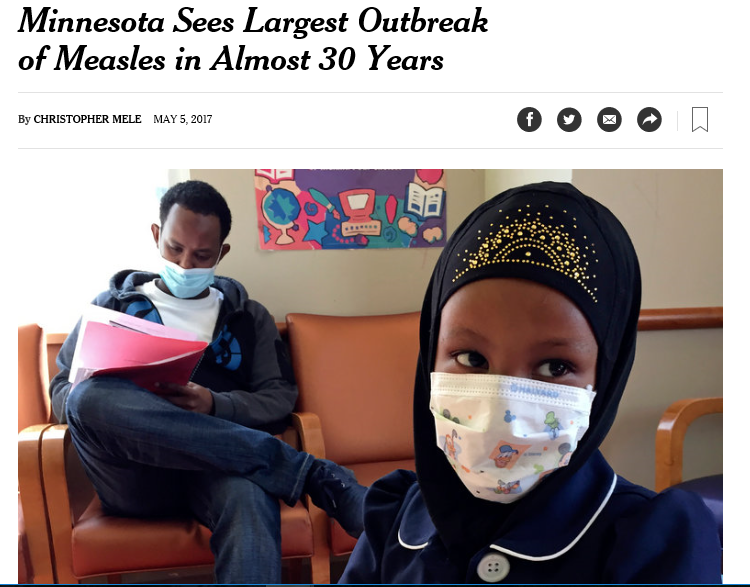 Minnesota Sees Largest Outbreak
of Measles in Almost 30 Years
By CHRISTOPHER MELE MAY 5, 2017